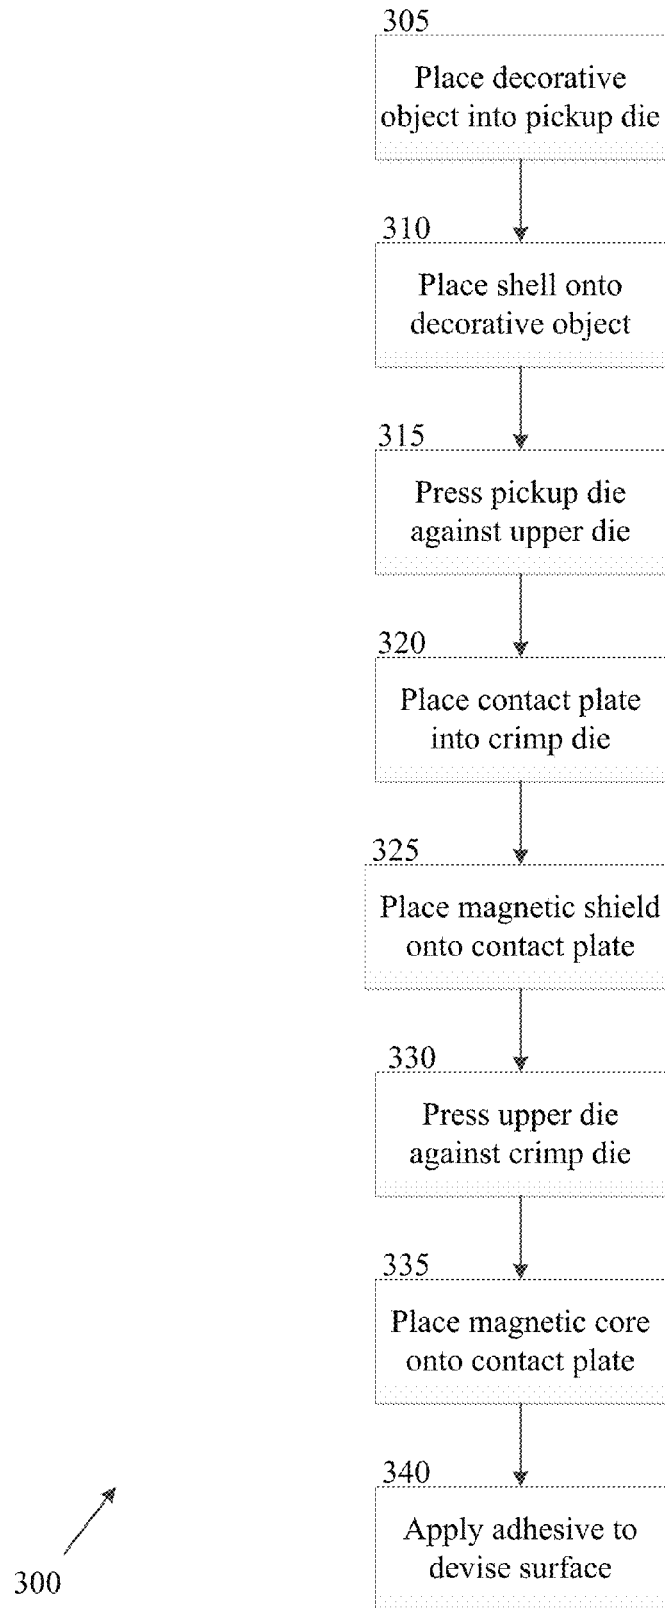 305
Place decorative
object into pickup die
310
Place shell onto
decorative object
315
Press pickup die
against upper die
320
Place contact plate
into crimp die
325
Place magnetic shield
onto contact plate
330
Press upper die
against crimp die
335
Place magnetic core
onto contact plate
340
Apply adhesive to
devise surface
300